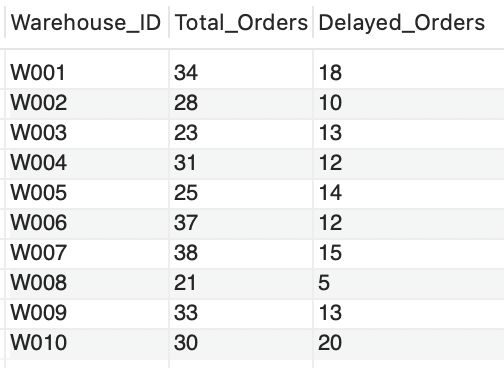 Warehouse_ID Total_Orders Delayed_Orders
W001 34 18
W002 28 10
W003 23 13
W004 31 12
W005 25 14
W006 37 12
W007 38 15
W008 21 5
W009 33 13
W010 30 20